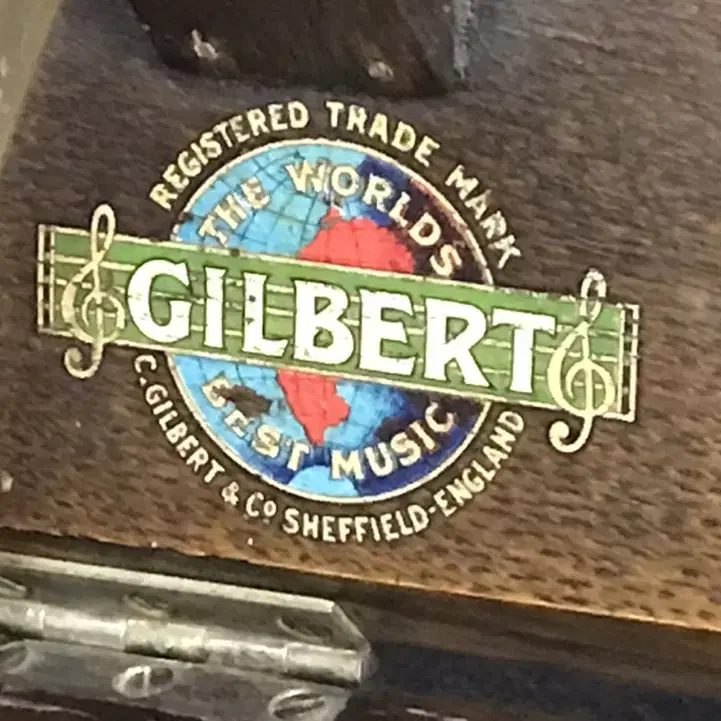 REGISTERED TRADE MARK
THE WORLDS
GILBERT
BEST MUSIC
C. GILBERT & Co SHEFFIELD-ENGLAND